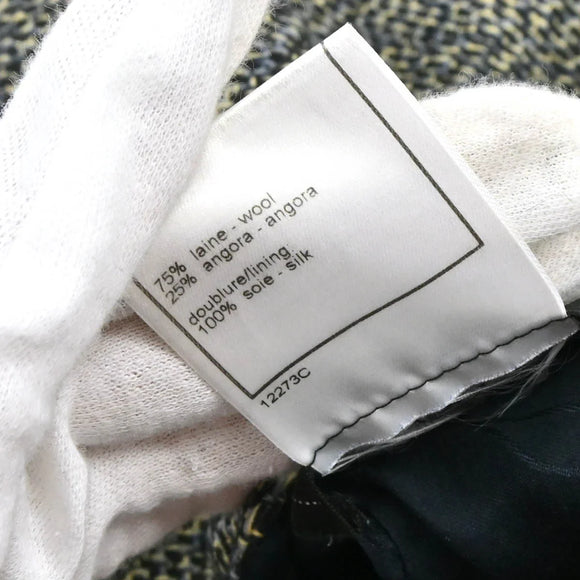 75% laine - wool
25% angora - angora
doublure/lining:
100% soie - silk
12273C